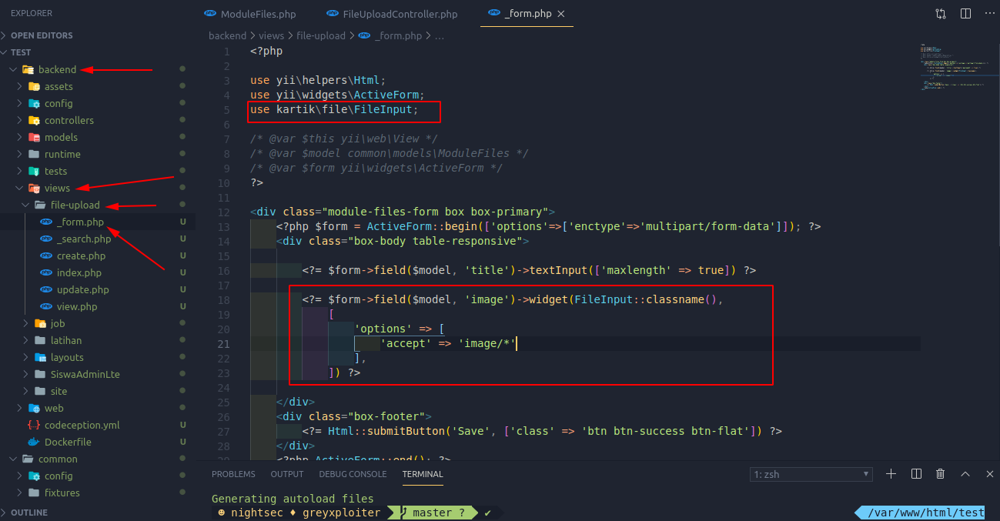 EXPLORER
OPEN EDITORS
TEST
backend
assets
config
controllers
models
runtime
tests
views
file-upload
_form.php U
_search.php U
create.php U
index.php U
update.php U
view.php U
job
latihan
layouts
SiswaAdminLte
site
web
codeception.yml U
Dockerfile U
common
config
fixtures
OUTLINE
ModuleFiles.php FileUploadController.php _form.php
backend > views > file-upload > _form.php > ...
1 <?php
2
3 use yii\helpers\Html;
4 use yii\widgets\ActiveForm;
5 use kartik\file\FileInput;
6
7 /* @var $this yii\web\View */
8 /* @var $model common\models\ModuleFiles */
9 /* @var $form yii\widgets\ActiveForm */
10 ?>
11
12 <div class="module-files-form box box-primary">
13 <?php $form = ActiveForm::begin(['options'=>['enctype'=>'multipart/form-data']]); ?>
14 <div class="box-body table-responsive">
15
16 <?= $form->field($model, 'title')->textInput(['maxlength' => true]) ?>
17
18 <?= $form->field($model, 'image')->widget(FileInput::classname(),
19 [
20 'options' => [
21 'accept' => 'image/*'
22 ],
23 ]) ?>
24
25 </div>
26 <div class="box-footer">
27 <?= Html::submitButton('Save', ['class' => 'btn btn-success btn-flat']) ?>
28 </div>
29 <?php ActiveForm::end(); ?>
PROBLEMS OUTPUT DEBUG CONSOLE TERMINAL
1: zsh
Generating autoload files
nightsec ♦ greyxploiter master ? ✔ /var/www/html/test